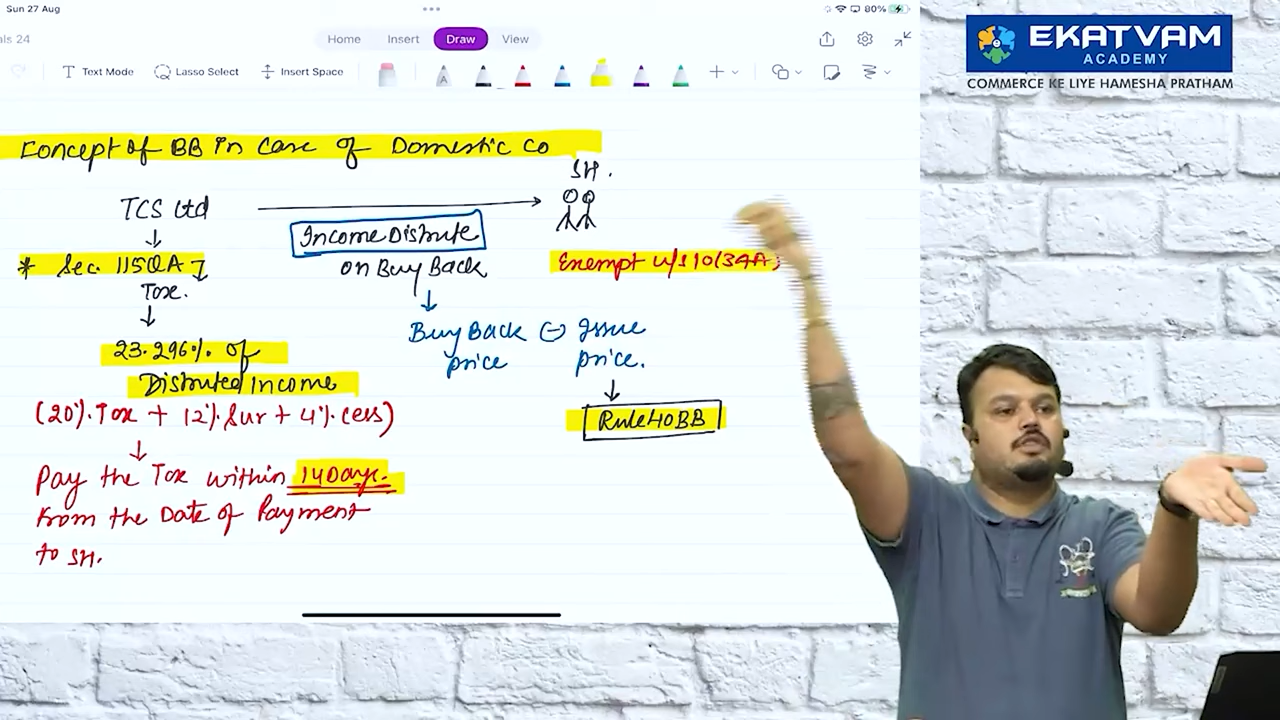 Sun 27 Aug
80%
als 24
Home Insert Draw View
Text Mode Lasso Select Insert Space
EKATVAM
ACADEMY
COMMERCE KE LIYE HAMESHA PRATHAM
Concept of BB in Case of Domestic Co
SH.
TCS Ltd
Income Distribute
on Buy Back
* Sec. 115QA
Tax.
Exempt u/s 10(34A)
Buy Back - Issue
price price.
23.296% of
Distributed Income
(20% Tax + 12% Sur + 4% Cess)
Rule 40BB
Pay the Tax within 14 Days.
from the Date of Payment
to SH.